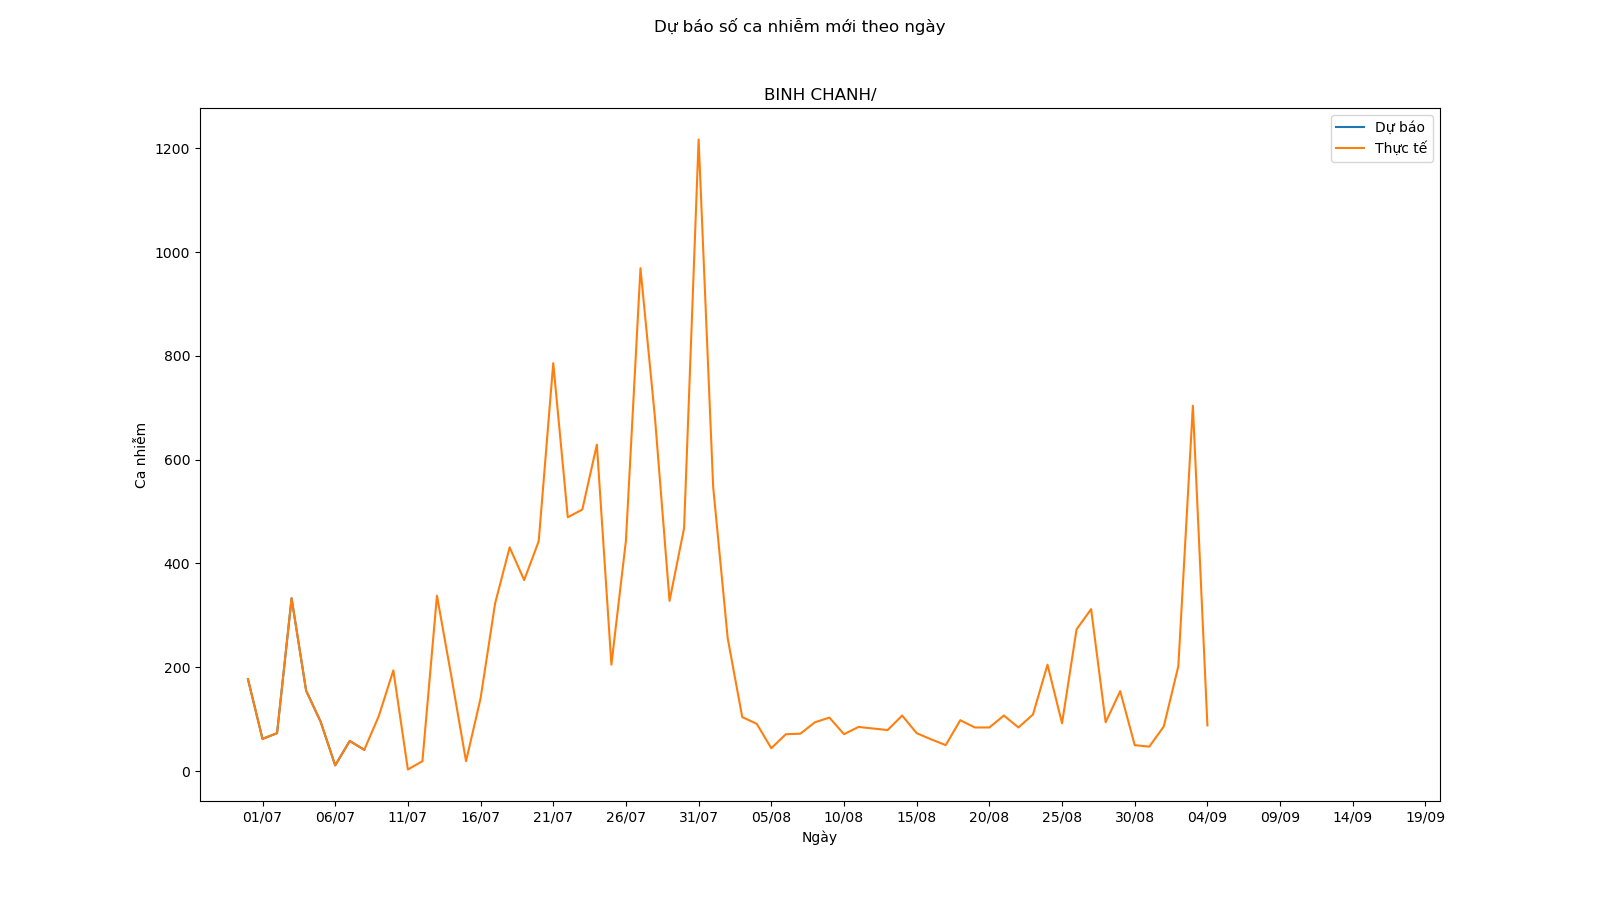 Dự báo số ca nhiễm mới theo ngày
BINH CHANH/
Dự báo
Thực tế
1200
1000
800
600
400
200
0
Ca nhiễm
01/07 06/07 11/07 16/07 21/07 26/07 31/07 05/08 10/08 15/08 20/08 25/08 30/08 04/09 09/09 14/09 19/09
Ngày